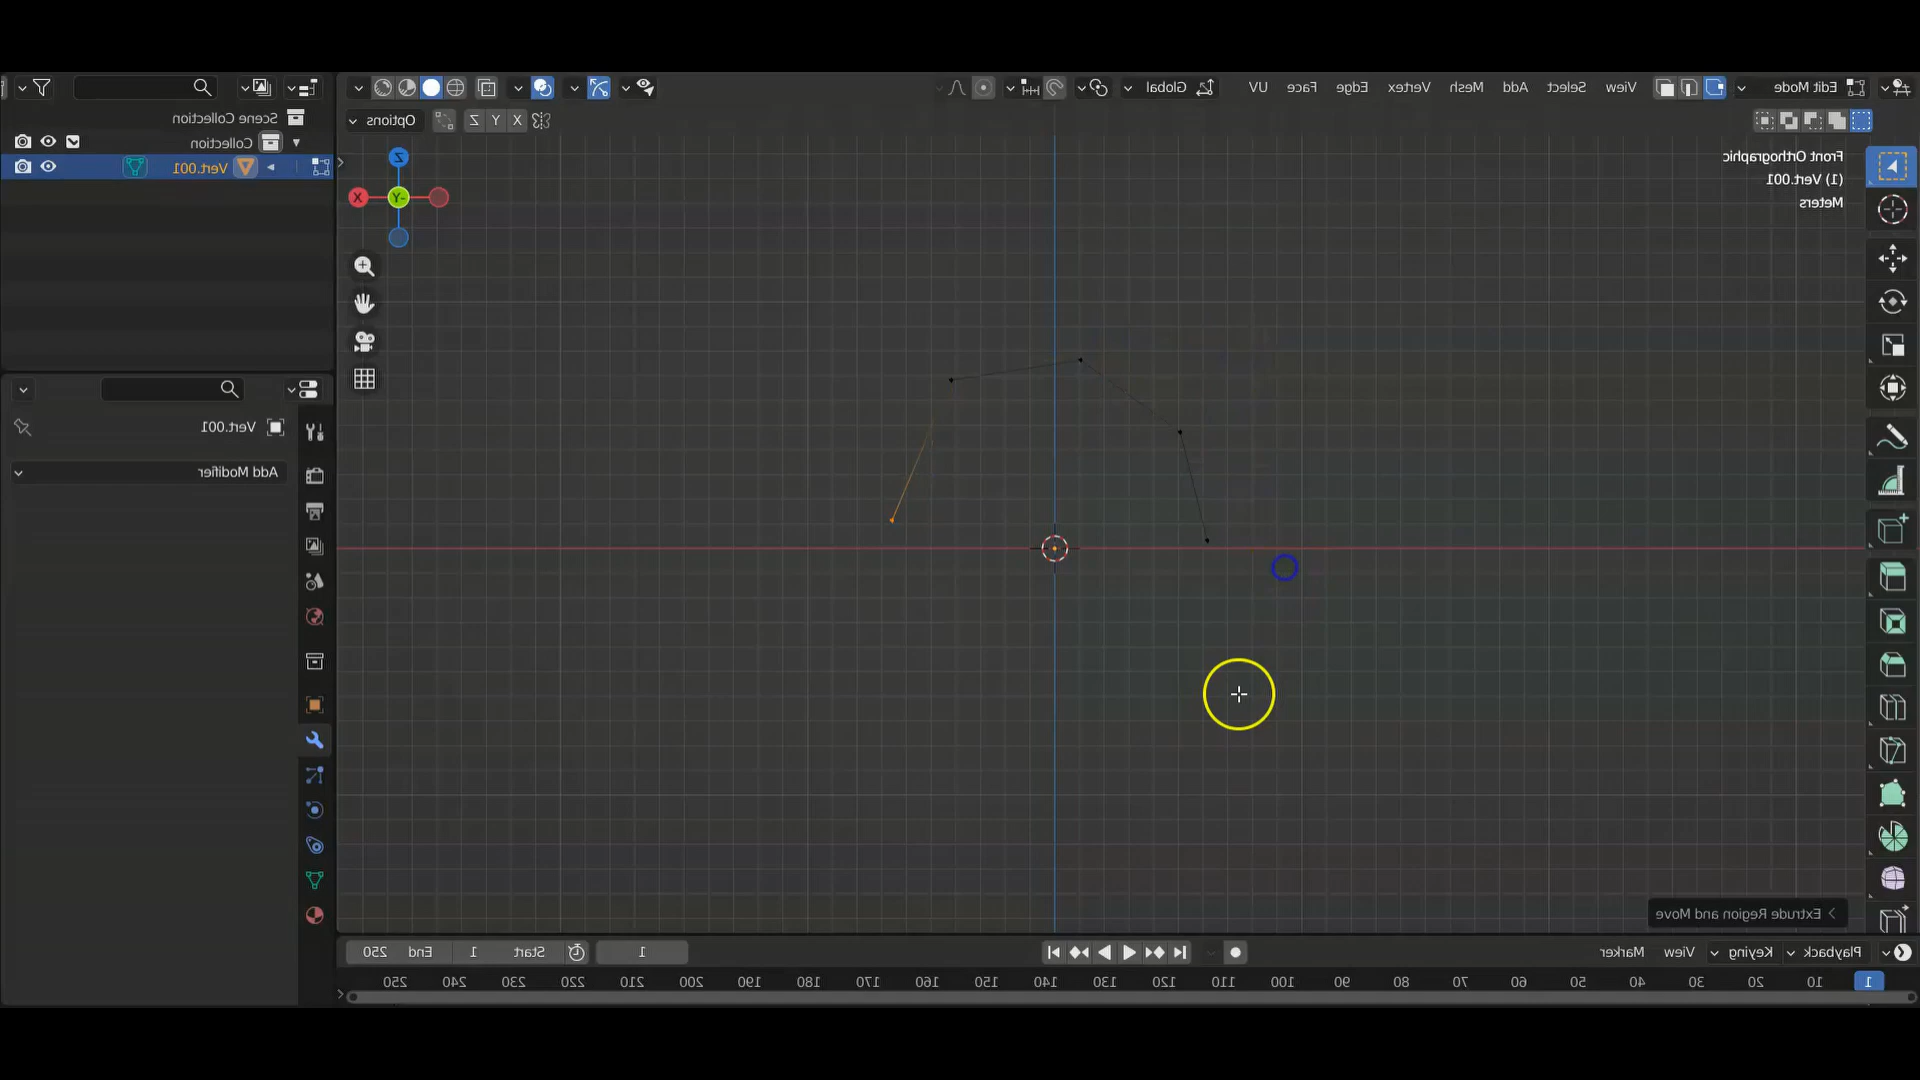 Edit Mode View Select Add Mesh Vertex Edge Face UV Global
X Y Z Options
Front Orthographic
(1) Vert.001
Meters
Z
X
-Y
Scene Collection
Collection
Vert.001
Vert.001
Add Modifier
Extrude Region and Move
Playback Keying View Marker 1 Start 1 End 250
1 10 20 30 40 50 60 70 80 90 100 110 120 130 140 150 160 170 180 190 200 210 220 230 240 250